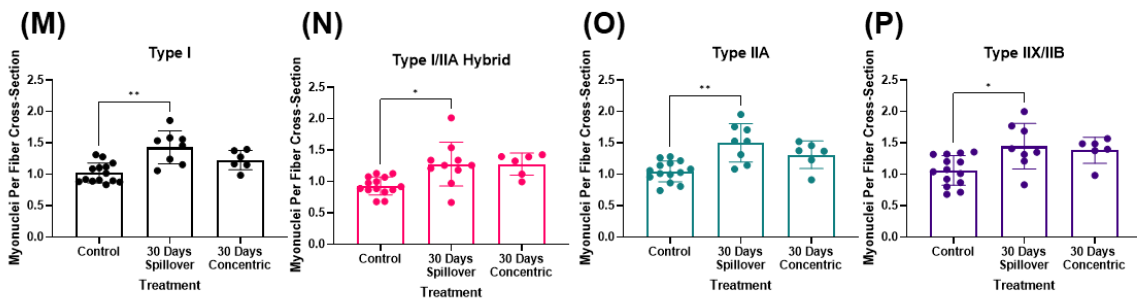 (M)
Type I
Myonuclei Per Fiber Cross-Section
2.5
2.0
1.5
1.0
0.5
0.0
**
Control
30 Days
Spillover
30 Days
Concentric
Treatment
(N)
Type I/IIA Hybrid
Myonuclei Per Fiber Cross-Section
2.5
2.0
1.5
1.0
0.5
0.0
*
Control
30 Days
Spillover
30 Days
Concentric
Treatment
(O)
Type IIA
Myonuclei Per Fiber Cross-Section
2.5
2.0
1.5
1.0
0.5
0.0
**
Control
30 Days
Spillover
30 Days
Concentric
Treatment
(P)
Type IIX/IIB
Myonuclei Per Fiber Cross-Section
2.5
2.0
1.5
1.0
0.5
0.0
*
Control
30 Days
Spillover
30 Days
Concentric
Treatment